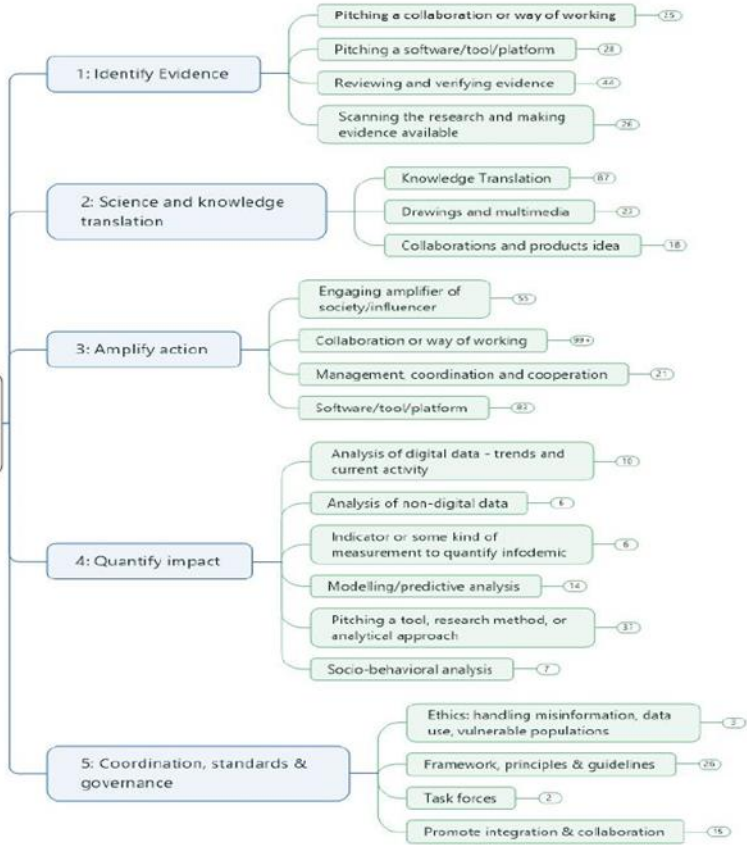 Pitching a collaboration or way of working
25
Pitching a software/tool/platform
28
1: Identify Evidence
Reviewing and verifying evidence
44
Scanning the research and making
evidence available
26
Knowledge Translation
87
2: Science and knowledge
translation
Drawings and multimedia
23
Collaborations and products idea
18
Engaging amplifier of
society/influencer
55
Collaboration or way of working
99+
3: Amplify action
Management, coordination and cooperation
21
Software/tool/platform
Analysis of digital data - trends and
current activity
10
Analysis of non-digital data
6
Indicator or some kind of
measurement to quantify infodemic
6
4: Quantify impact
Modelling/predictive analysis
14
Pitching a tool, research method, or
analytical approach
Socio-behavioral analysis
7
Ethics: handling misinformation, data
use, vulnerable populations
3
5: Coordination, standards &
governance
Framework, principles & guidelines
26
Task forces
2
Promote integration & collaboration
15